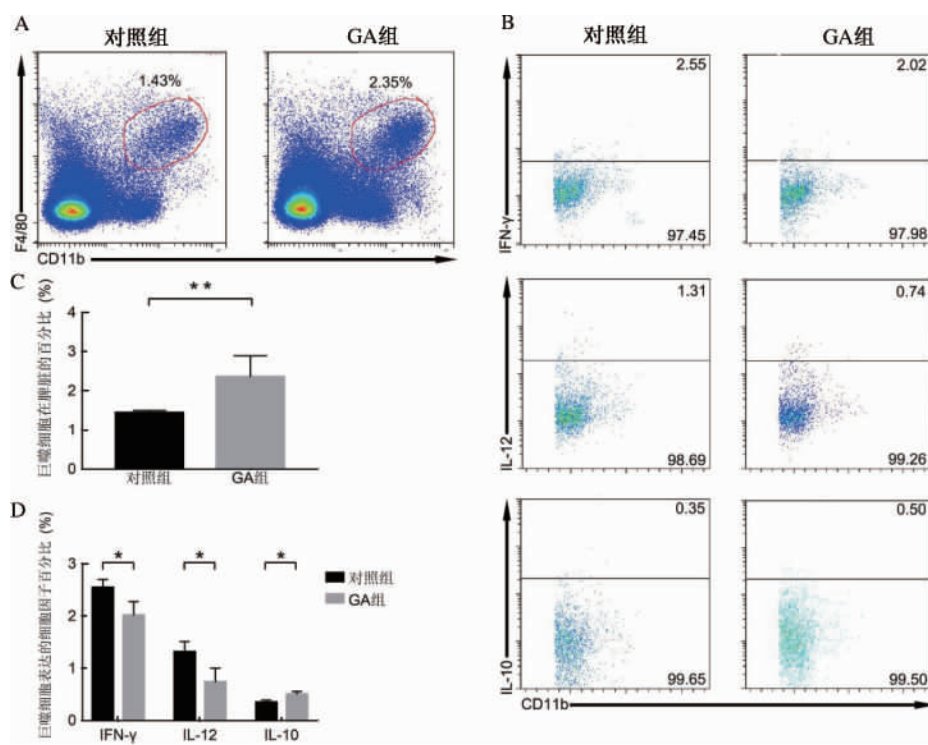 A
对照组
GA组
1.43%
2.35%
F4/80
CD11b
B
对照组
GA组
2.55
2.02
IFN-γ
97.45
97.98
1.31
0.74
IL-12
98.69
99.26
0.35
0.50
IL-10
99.65
99.50
CD11b
C
巨噬细胞在脾脏的百分比 (%)
4
3
2
1
0
**
对照组
GA组
D
巨噬细胞表达的细胞因子百分比 (%)
3
2
1
0
*
*
*
对照组
GA组
IFN-γ
IL-12
IL-10